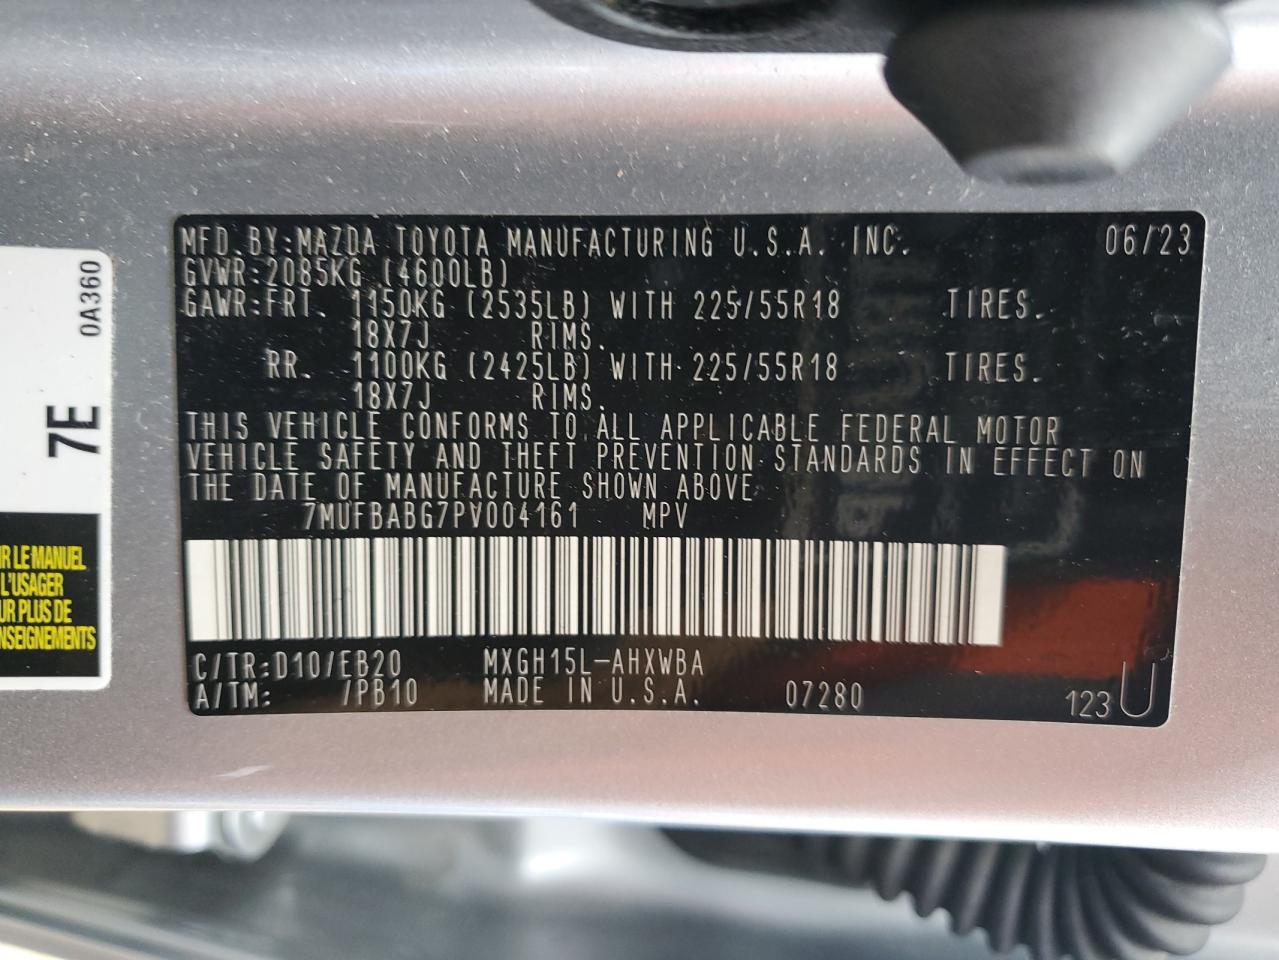 MFD.BY:MAZDA TOYOTA MANUFACTURING U.S.A. INC. 06/23
GVWR:2085KG (4600LB)
GAWR:FRT. 1150KG (2535LB) WITH 225/55R18 TIRES.
18X7J RIMS.
RR. 1100KG (2425LB) WITH 225/55R18 TIRES.
18X7J RIMS.
THIS VEHICLE CONFORMS TO ALL APPLICABLE FEDERAL MOTOR
VEHICLE SAFETY AND THEFT PREVENTION STANDARDS IN EFFECT ON
THE DATE OF MANUFACTURE SHOWN ABOVE
7MUFBABG7PV004161 MPV
C/TR:D10/EB20 MXGH15L-AHXWBA
A/TM: /PB10 MADE IN U.S.A. 07280 123 U
0A360
7E
LE MANUEL
L'USAGER
PLUS DE